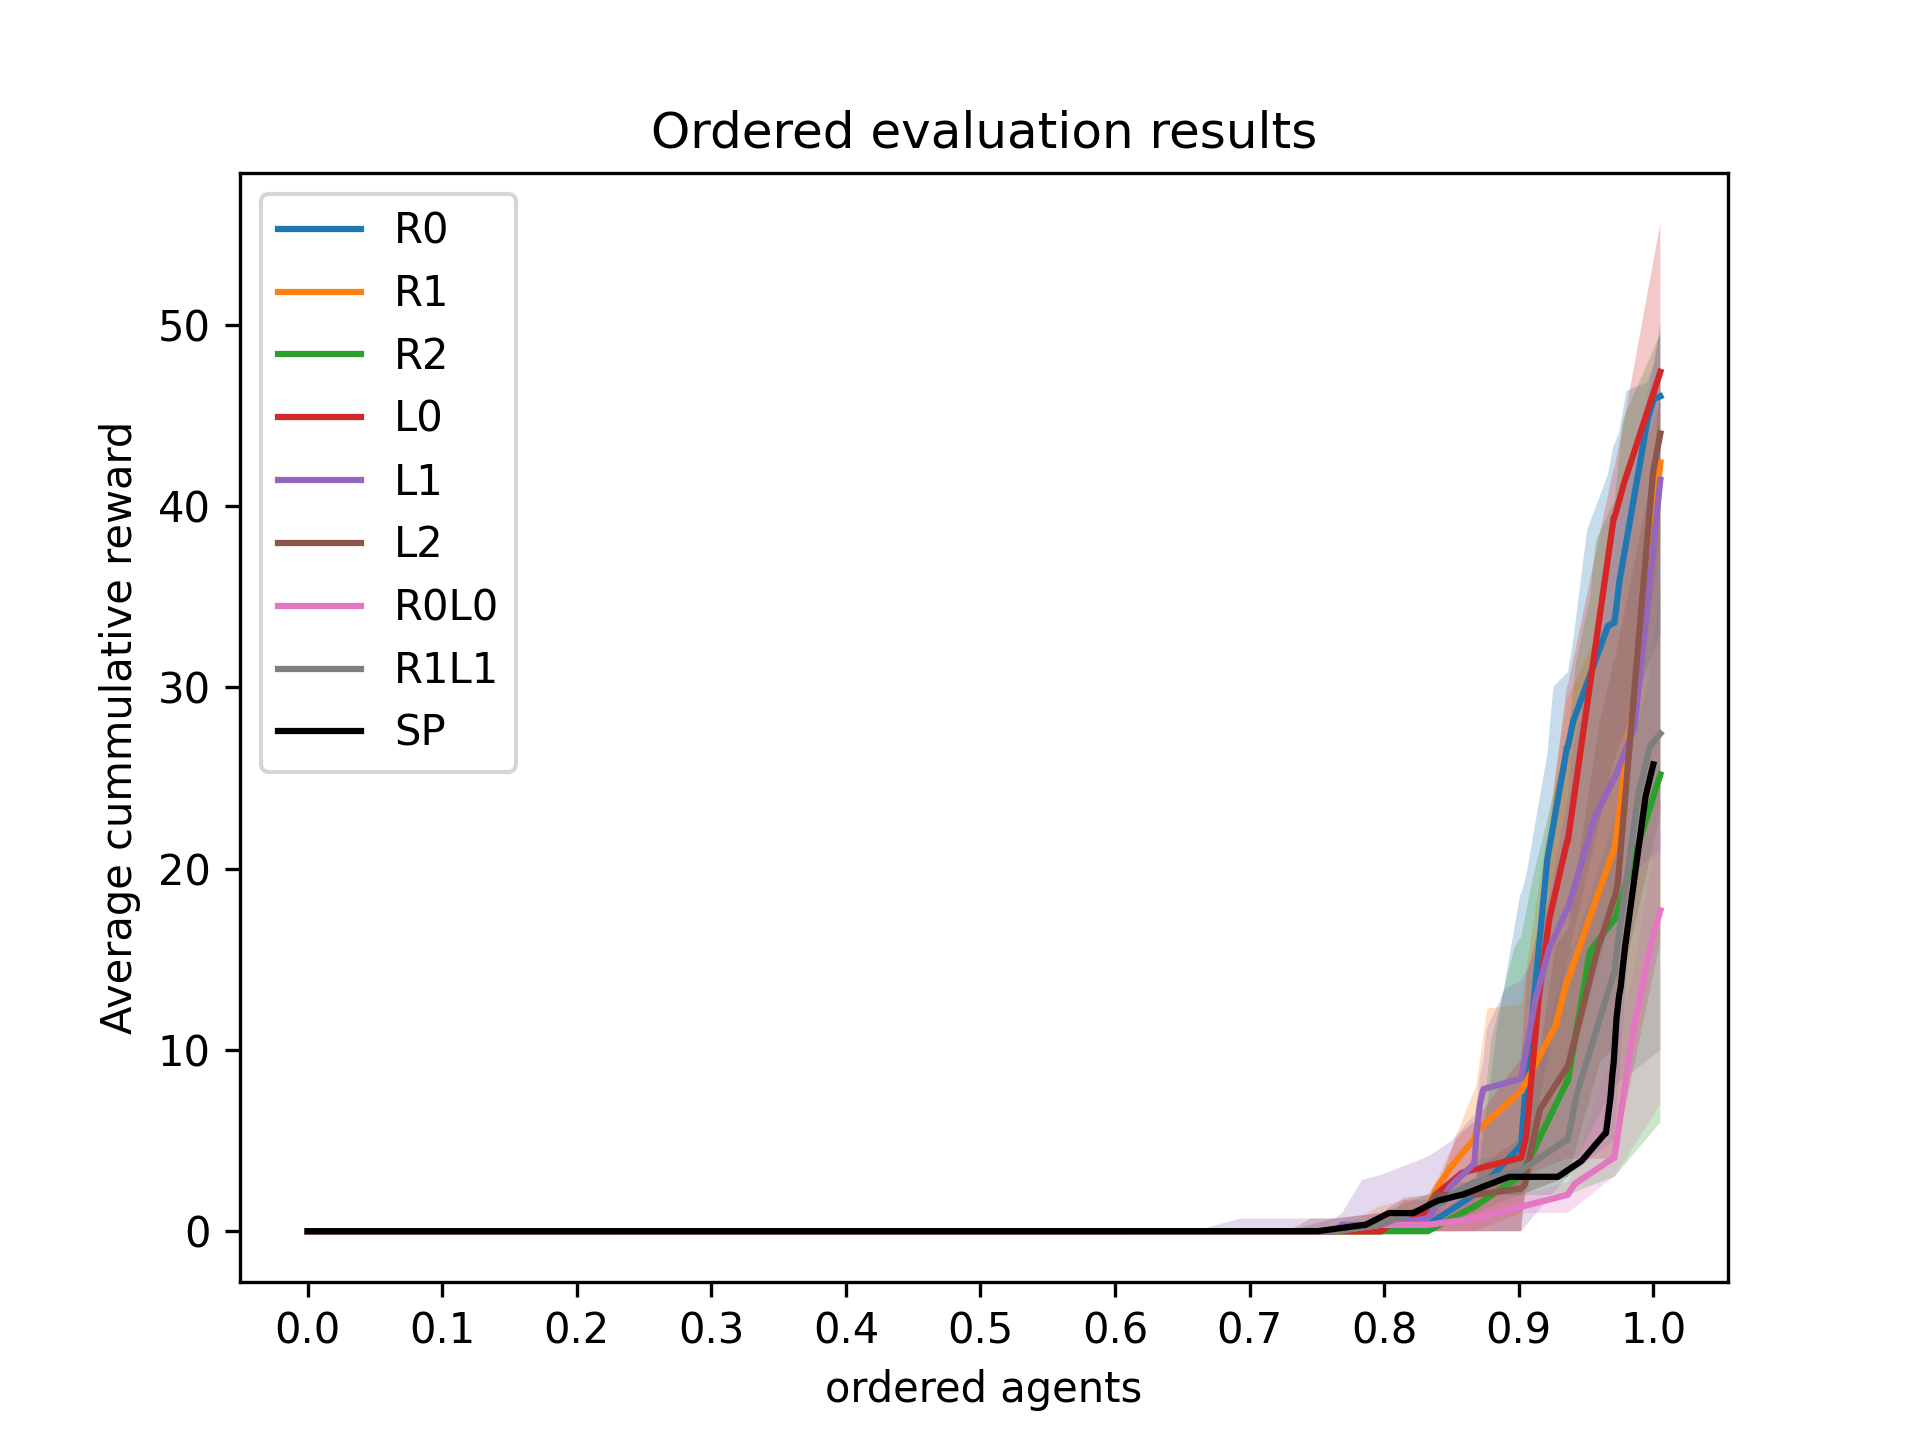 Ordered evaluation results
R0
R1
R2
L0
L1
L2
R0L0
R1L1
SP
Average cummulative reward
50
40
30
20
10
0
0.0 0.1 0.2 0.3 0.4 0.5 0.6 0.7 0.8 0.9 1.0
ordered agents